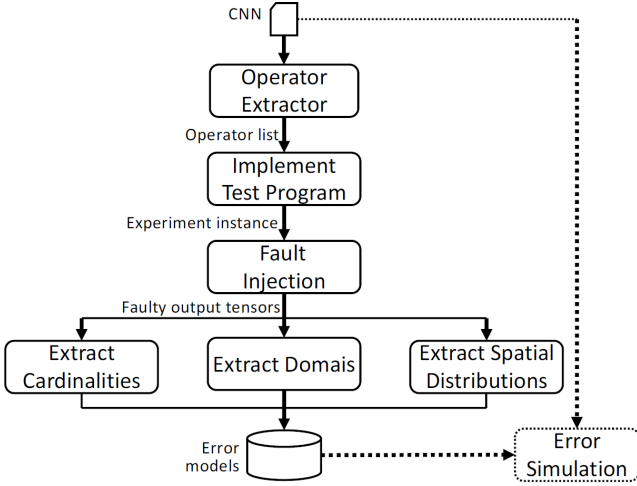 CNN
Operator
Extractor
Operator list
Implement
Test Program
Experiment instance
Fault
Injection
Faulty output tensors
Extract
Cardinalities
Extract Domais
Extract Spatial
Distributions
Error
models
Error
Simulation